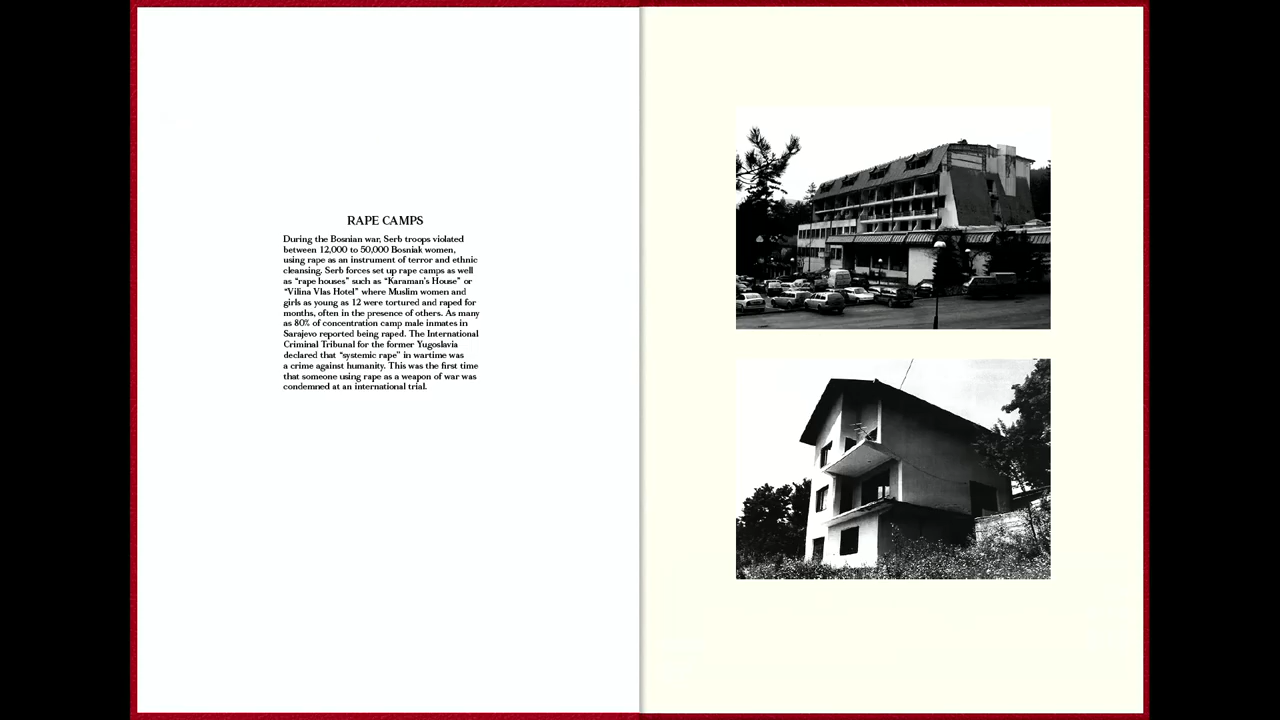 RAPE CAMPS
During the Bosnian war, Serb troops violated
between 12,000 to 50,000 Bosniak women,
using rape as an instrument of terror and ethnic
cleansing. Serb forces set up rape camps as well
as “rape houses” such as “Karaman’s House” or
“Vilina Vlas Hotel” where Muslim women and
girls as young as 12 were tortured and raped for
months, often in the presence of others. As many
as 80% of concentration camp male inmates in
Sarajevo reported being raped. The International
Criminal Tribunal for the former Yugoslavia
declared that “systemic rape” in wartime was
a crime against humanity. This was the first time
that someone using rape as a weapon of war was
condemned at an international trial.